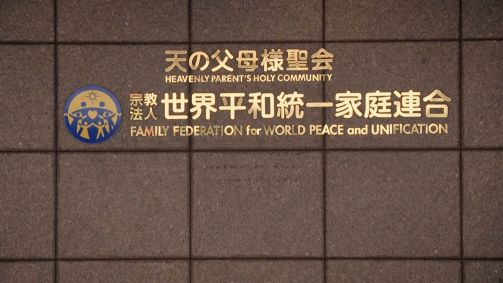 天の父母様聖会
HEAVENLY PARENT'S HOLY COMMUNITY
宗教法人 世界平和統一家庭連合
FAMILY FEDERATION for WORLD PEACE and UNIFICATION